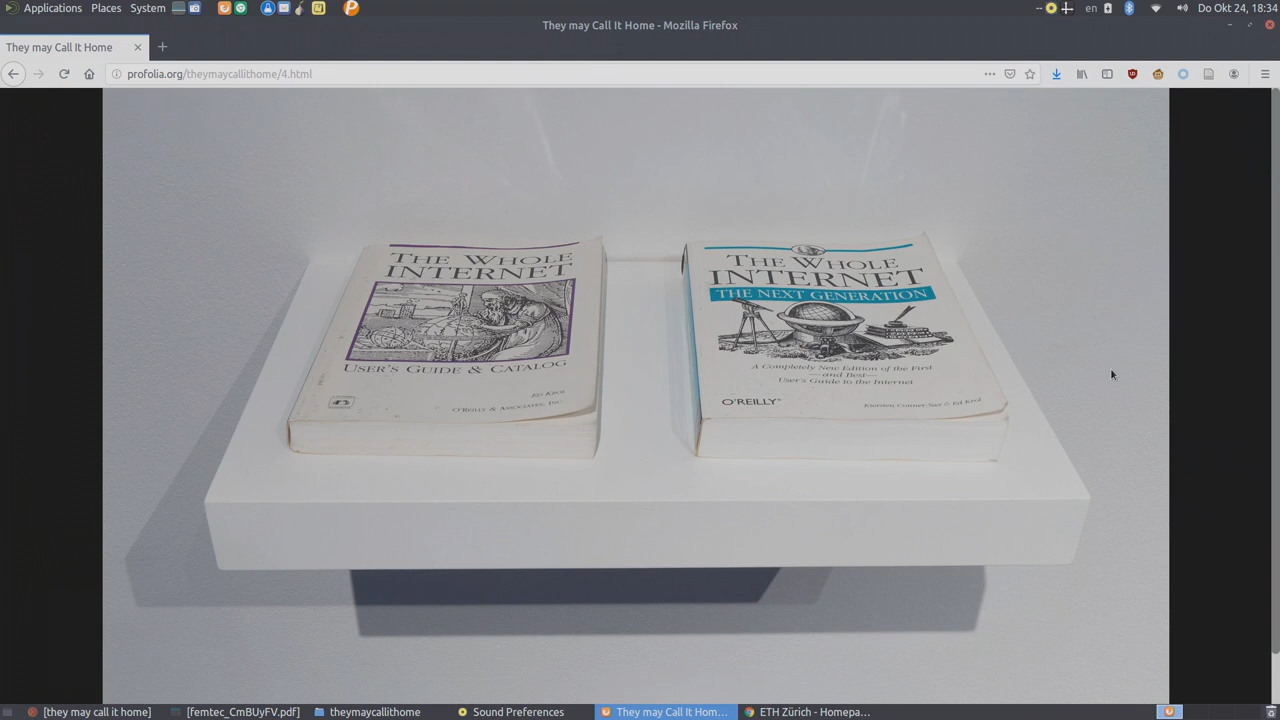 Applications Places System
en
Do Okt 24, 18:34
They may Call It Home - Mozilla Firefox
They may Call It Home
profolia.org/theymaycallithome/4.html
THE WHOLE
INTERNET
USER'S GUIDE & CATALOG
ED KROL
O'REILLY & ASSOCIATES, INC.
THE WHOLE
INTERNET
THE NEXT GENERATION
A Completely New Edition of the First
—and Best—
User's Guide to the Internet
O'REILLY™
& Ed Krol
[they may call it home]
[femtec_CmBUyFV.pdf]
theymaycallithome
Sound Preferences
They may Call It Hom...
ETH Zürich - Homepa...